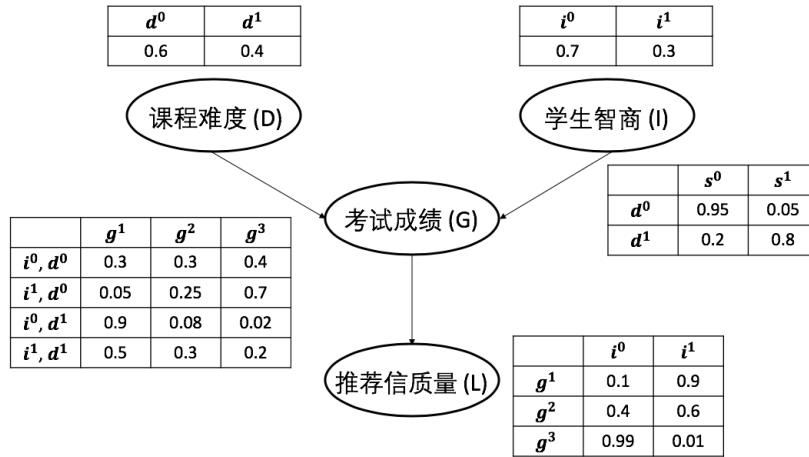 d⁰ d¹
0.6 0.4
i⁰ i¹
0.7 0.3
课程难度 (D)
学生智商 (I)
s⁰ s¹
d⁰ 0.95 0.05
d¹ 0.2 0.8
考试成绩 (G)
g¹ g² g³
i⁰, d⁰ 0.3 0.3 0.4
i¹, d⁰ 0.05 0.25 0.7
i⁰, d¹ 0.9 0.08 0.02
i¹, d¹ 0.5 0.3 0.2
推荐信质量 (L)
i⁰ i¹
g¹ 0.1 0.9
g² 0.4 0.6
g³ 0.99 0.01